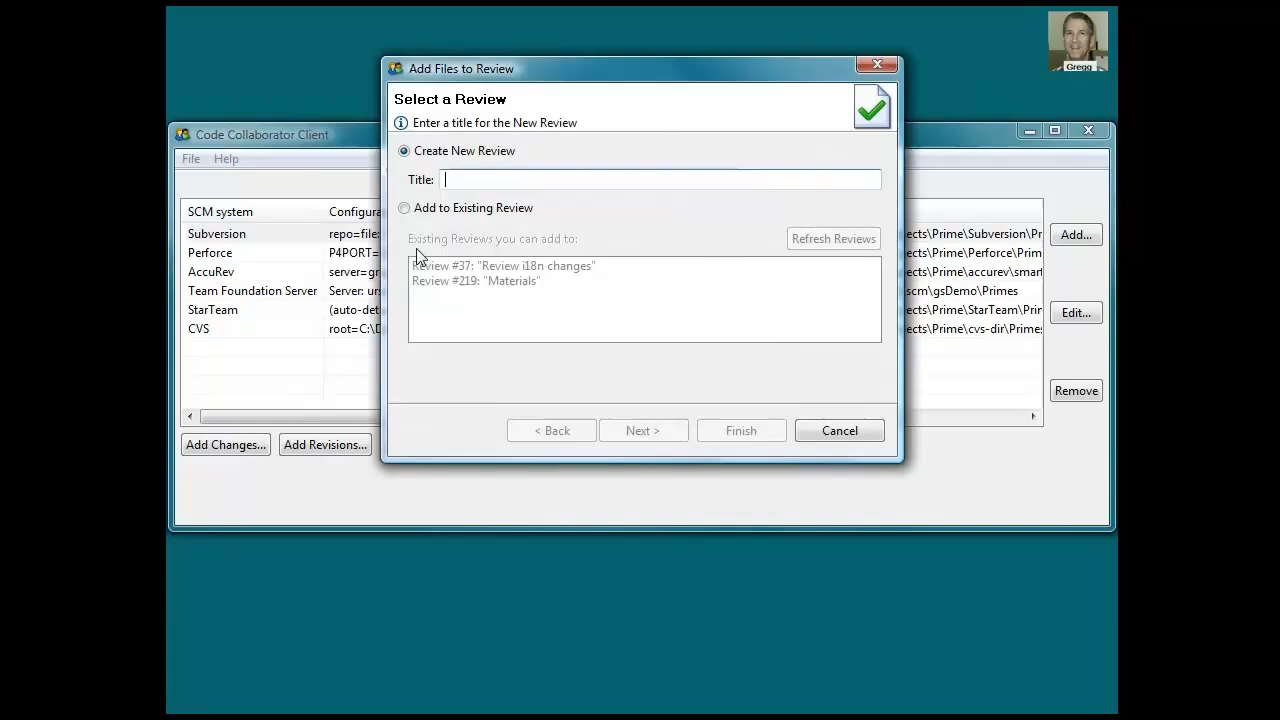 Gregg
Add Files to Review
Select a Review
Enter a title for the New Review
Create New Review
Title:
Add to Existing Review
Existing Reviews you can add to:
Refresh Reviews
Review #37: "Review i18n changes"
Review #219: "Materials"
< Back
Next >
Finish
Cancel
Code Collaborator Client
File Help
SCM system Configura
Subversion repo=file: ects\Prime\Subversion\Pr
Perforce P4PORT= ects\Prime\Perforce\Prim
AccuRev server=gr ects\Prime\accurev\smart
Team Foundation Server Server: urs scm\gsDemo\Primes
StarTeam (auto-det ects\Prime\StarTeam\Prin
CVS root=C:\D ects\Prime\cvs-dir\Primes
Add...
Edit...
Remove
Add Changes...
Add Revisions...